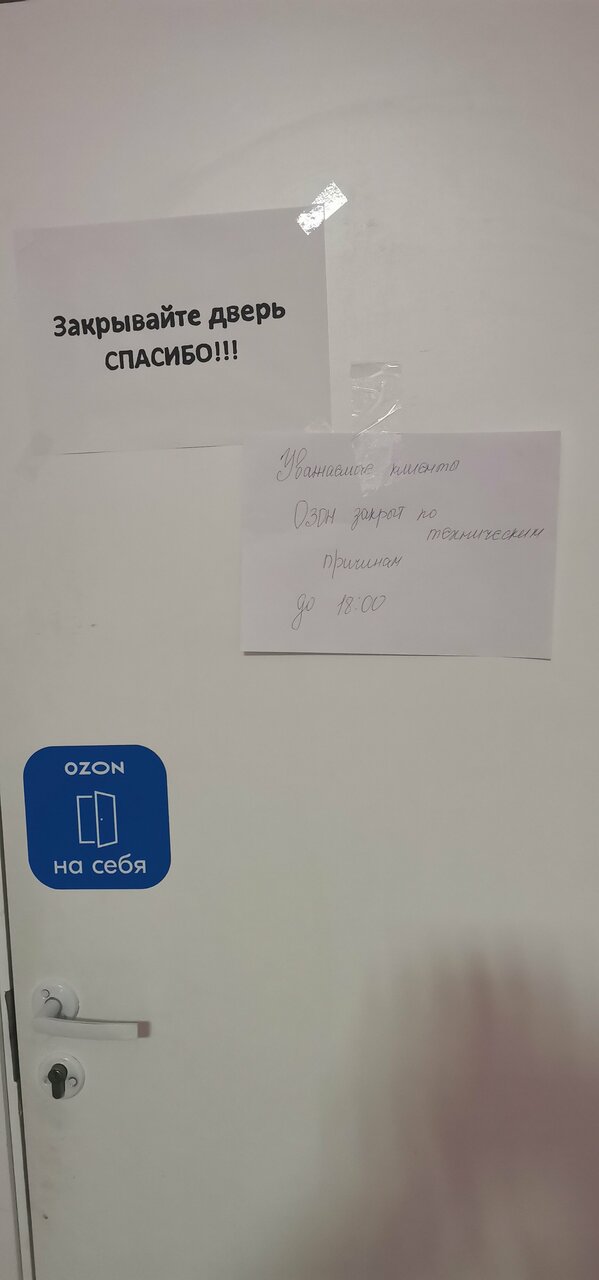 Закрывайте дверь
СПАСИБО!!!
Уважаемые клиенты
Озон закрыт по
техническим
причинам
до 18:00
OZON
на себя